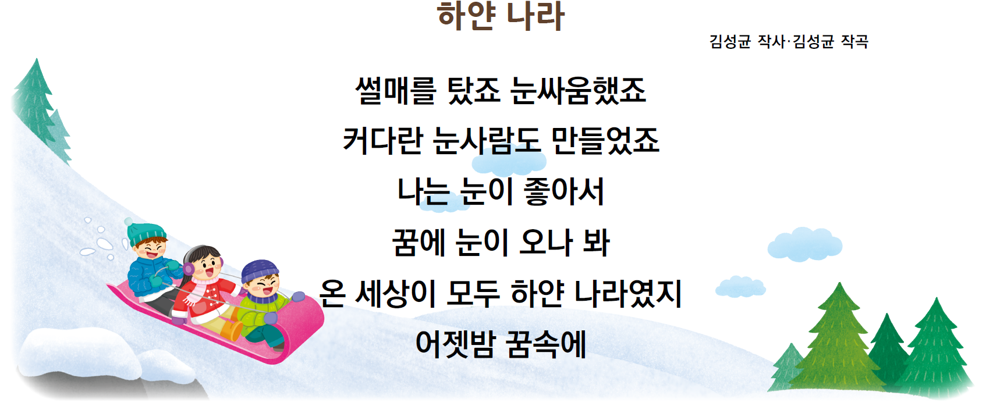 하얀 나라
김성균 작사·김성균 작곡
썰매를 탔죠 눈싸움했죠
커다란 눈사람도 만들었죠
나는 눈이 좋아서
꿈에 눈이 오나 봐
온 세상이 모두 하얀 나라였지
어젯밤 꿈속에